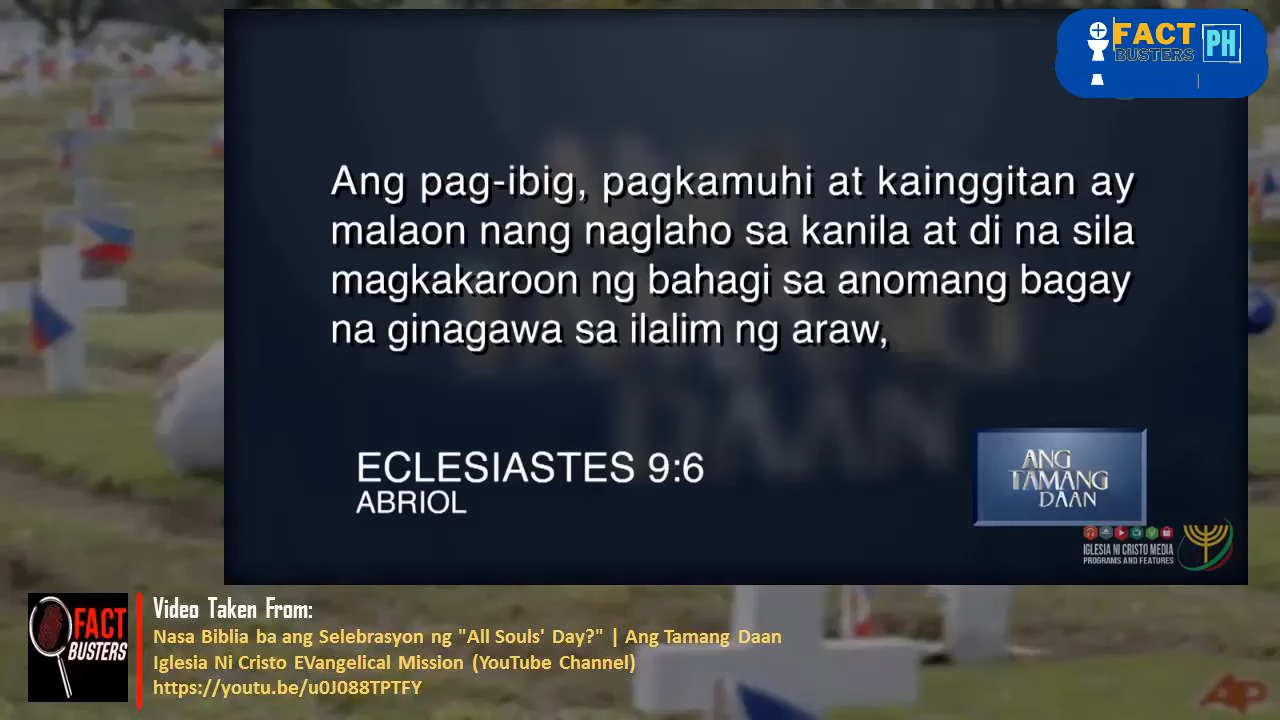 FACT
BUSTERS
PH
Ang pag-ibig, pagkamuhi at kainggitan ay
malaon nang naglaho sa kanila at di na sila
magkakaroon ng bahagi sa anomang bagay
na ginagawa sa ilalim ng araw,
ECLESIASTES 9:6
ABRIOL
ANG
TAMANG
DAAN
IGLESIA NI CRISTO MEDIA
PROGRAMS AND FEATURES
FACT
BUSTERS
Video Taken From:
Nasa Biblia ba ang Selebrasyon ng "All Souls' Day?" | Ang Tamang Daan
Iglesia Ni Cristo EVangelical Mission (YouTube Channel)
https://youtu.be/u0J088TPTFY
AP